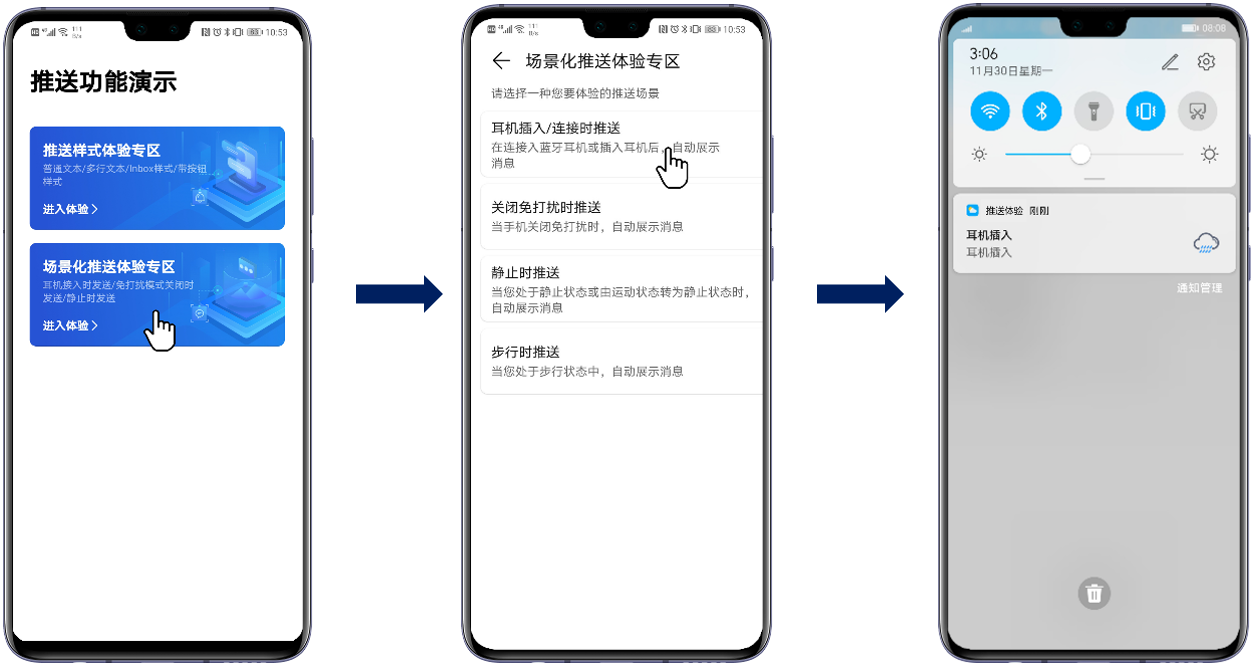 10:53
推送功能演示
推送样式体验专区
普通文本/多行文本/Inbox样式/带按钮
样式
进入体验 >
场景化推送体验专区
耳机接入时发送/免打扰模式关闭时
发送/静止时发送
进入体验 >
10:53
场景化推送体验专区
请选择一种您要体验的推送场景
耳机插入/连接时推送
在连接入蓝牙耳机或插入耳机后，自动展示
消息
关闭免打扰时推送
当手机关闭免打扰时，自动展示消息
静止时推送
当您处于静止状态或由运动状态转为静止状态时，
自动展示消息
步行时推送
当您处于步行状态中，自动展示消息
08:08
3:06
11月30日星期一
推送体验 刚刚
耳机插入
耳机插入
通知管理